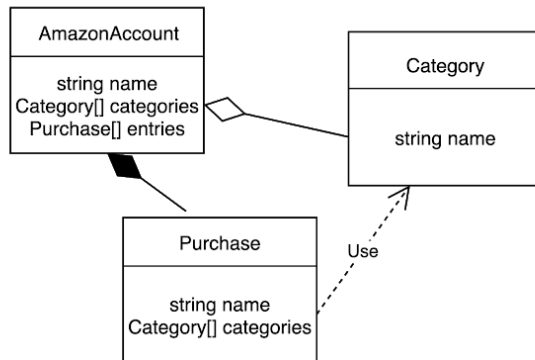 AmazonAccount
string name
Category[] categories
Purchase[] entries
Category
string name
Use
Purchase
string name
Category[] categories